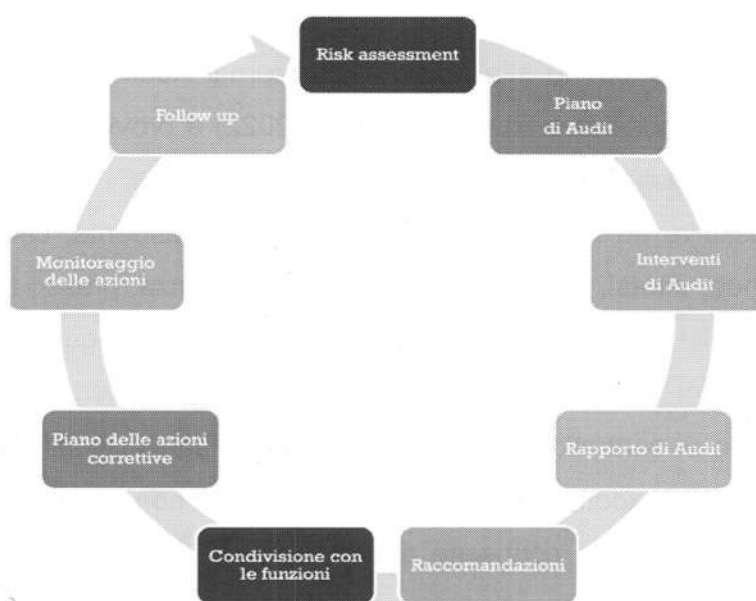 Risk assessment
Piano
di Audit
Interventi
di Audit
Rapporto di Audit
Raccomandazioni
Condivisione con
le funzioni
Piano delle azioni
correttive
Monitoraggio
delle azioni
Follow up